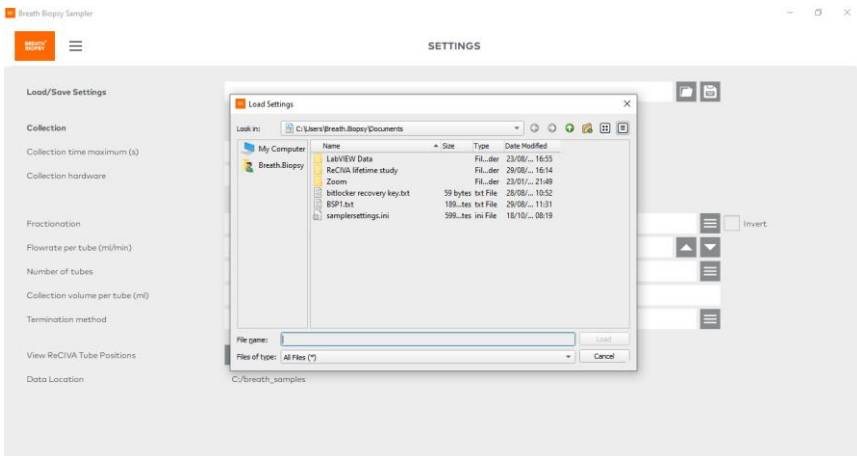 Breath Biopsy Sampler
BREATH BIOPSY
SETTINGS
Load/Save Settings
Collection
Collection time maximum (s)
Collection hardware
Fractionation
Invert
Flowrate per tube (ml/min)
Number of tubes
Collection volume per tube (ml)
Termination method
View ReCIVA Tube Positions
Data Location
C:/breath_samples
Load Settings
Look in:
C:\Users\Breath.Biopsy\Documents
My Computer
Breath.Biopsy
Name Size Type Date Modified
LabVIEW Data Fil...der 23/08/... 16:55
ReCIVA lifetime study Fil...der 29/08/... 16:14
Zoom Fil...der 23/01/... 21:49
bitlocker recovery key.txt 59 bytes txt File 28/08/... 10:52
BSP1.txt 189...tes txt File 29/08/... 11:31
samplersettings.ini 599...tes ini File 18/10/... 08:19
File name:
Load
Files of type: All Files (*)
Cancel